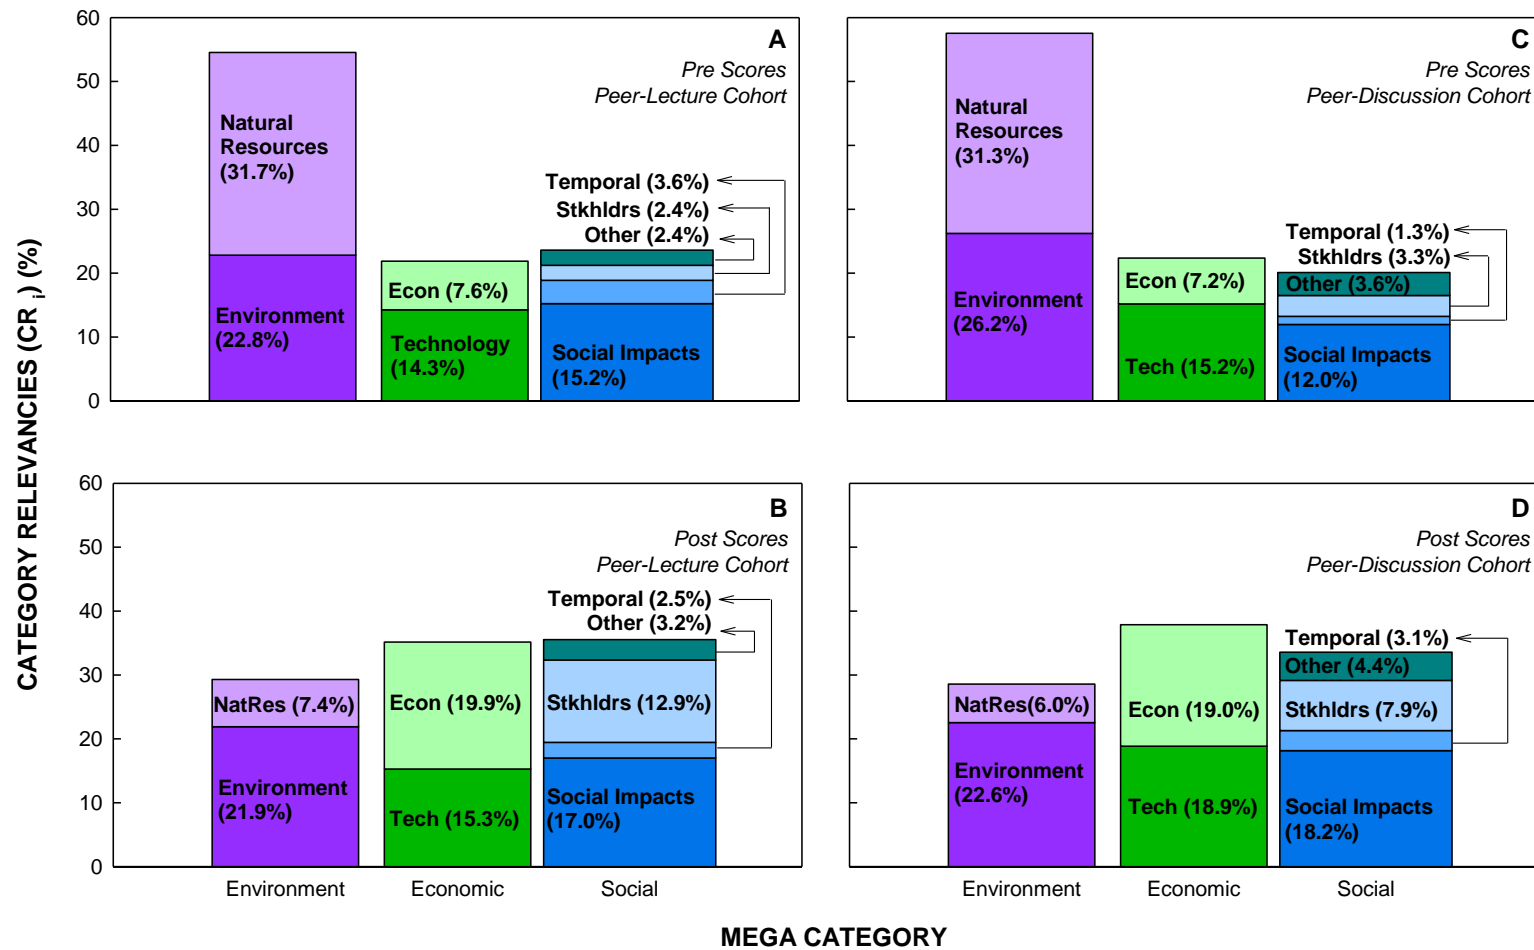 CATEGORY RELEVANCIES (CR i) (%)
60
50
40
30
20
10
0
A
Pre Scores
Peer-Lecture Cohort
Natural
Resources
(31.7%)
Environment
(22.8%)
Econ (7.6%)
Technology
(14.3%)
Temporal (3.6%)
Stkhldrs (2.4%)
Other (2.4%)
Social Impacts
(15.2%)
C
Pre Scores
Peer-Discussion Cohort
Natural
Resources
(31.3%)
Environment
(26.2%)
Econ (7.2%)
Tech (15.2%)
Temporal (1.3%)
Stkhldrs (3.3%)
Other (3.6%)
Social Impacts
(12.0%)
60
50
40
30
20
10
0
B
Post Scores
Peer-Lecture Cohort
NatRes (7.4%)
Environment
(21.9%)
Econ (19.9%)
Tech (15.3%)
Temporal (2.5%)
Other (3.2%)
Stkhldrs (12.9%)
Social Impacts
(17.0%)
Environment
Economic
Social
D
Post Scores
Peer-Discussion Cohort
NatRes(6.0%)
Environment
(22.6%)
Econ (19.0%)
Tech (18.9%)
Temporal (3.1%)
Other (4.4%)
Stkhldrs (7.9%)
Social Impacts
(18.2%)
Environment
Economic
Social
MEGA CATEGORY